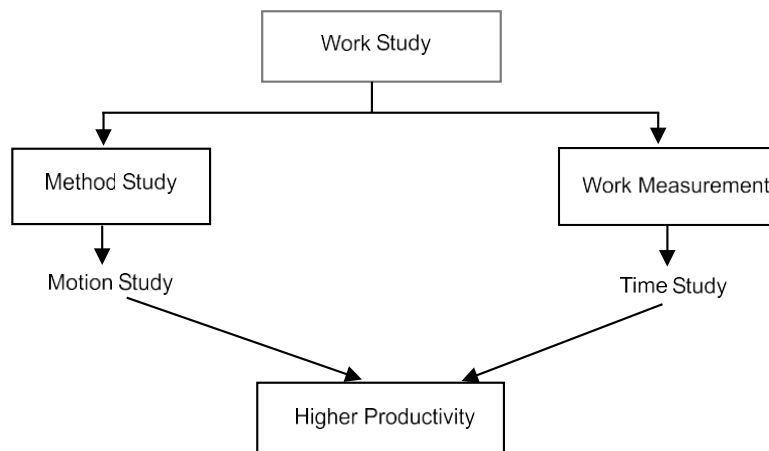 Work Study
Method Study
Work Measurement
Motion Study
Time Study
Higher Productivity